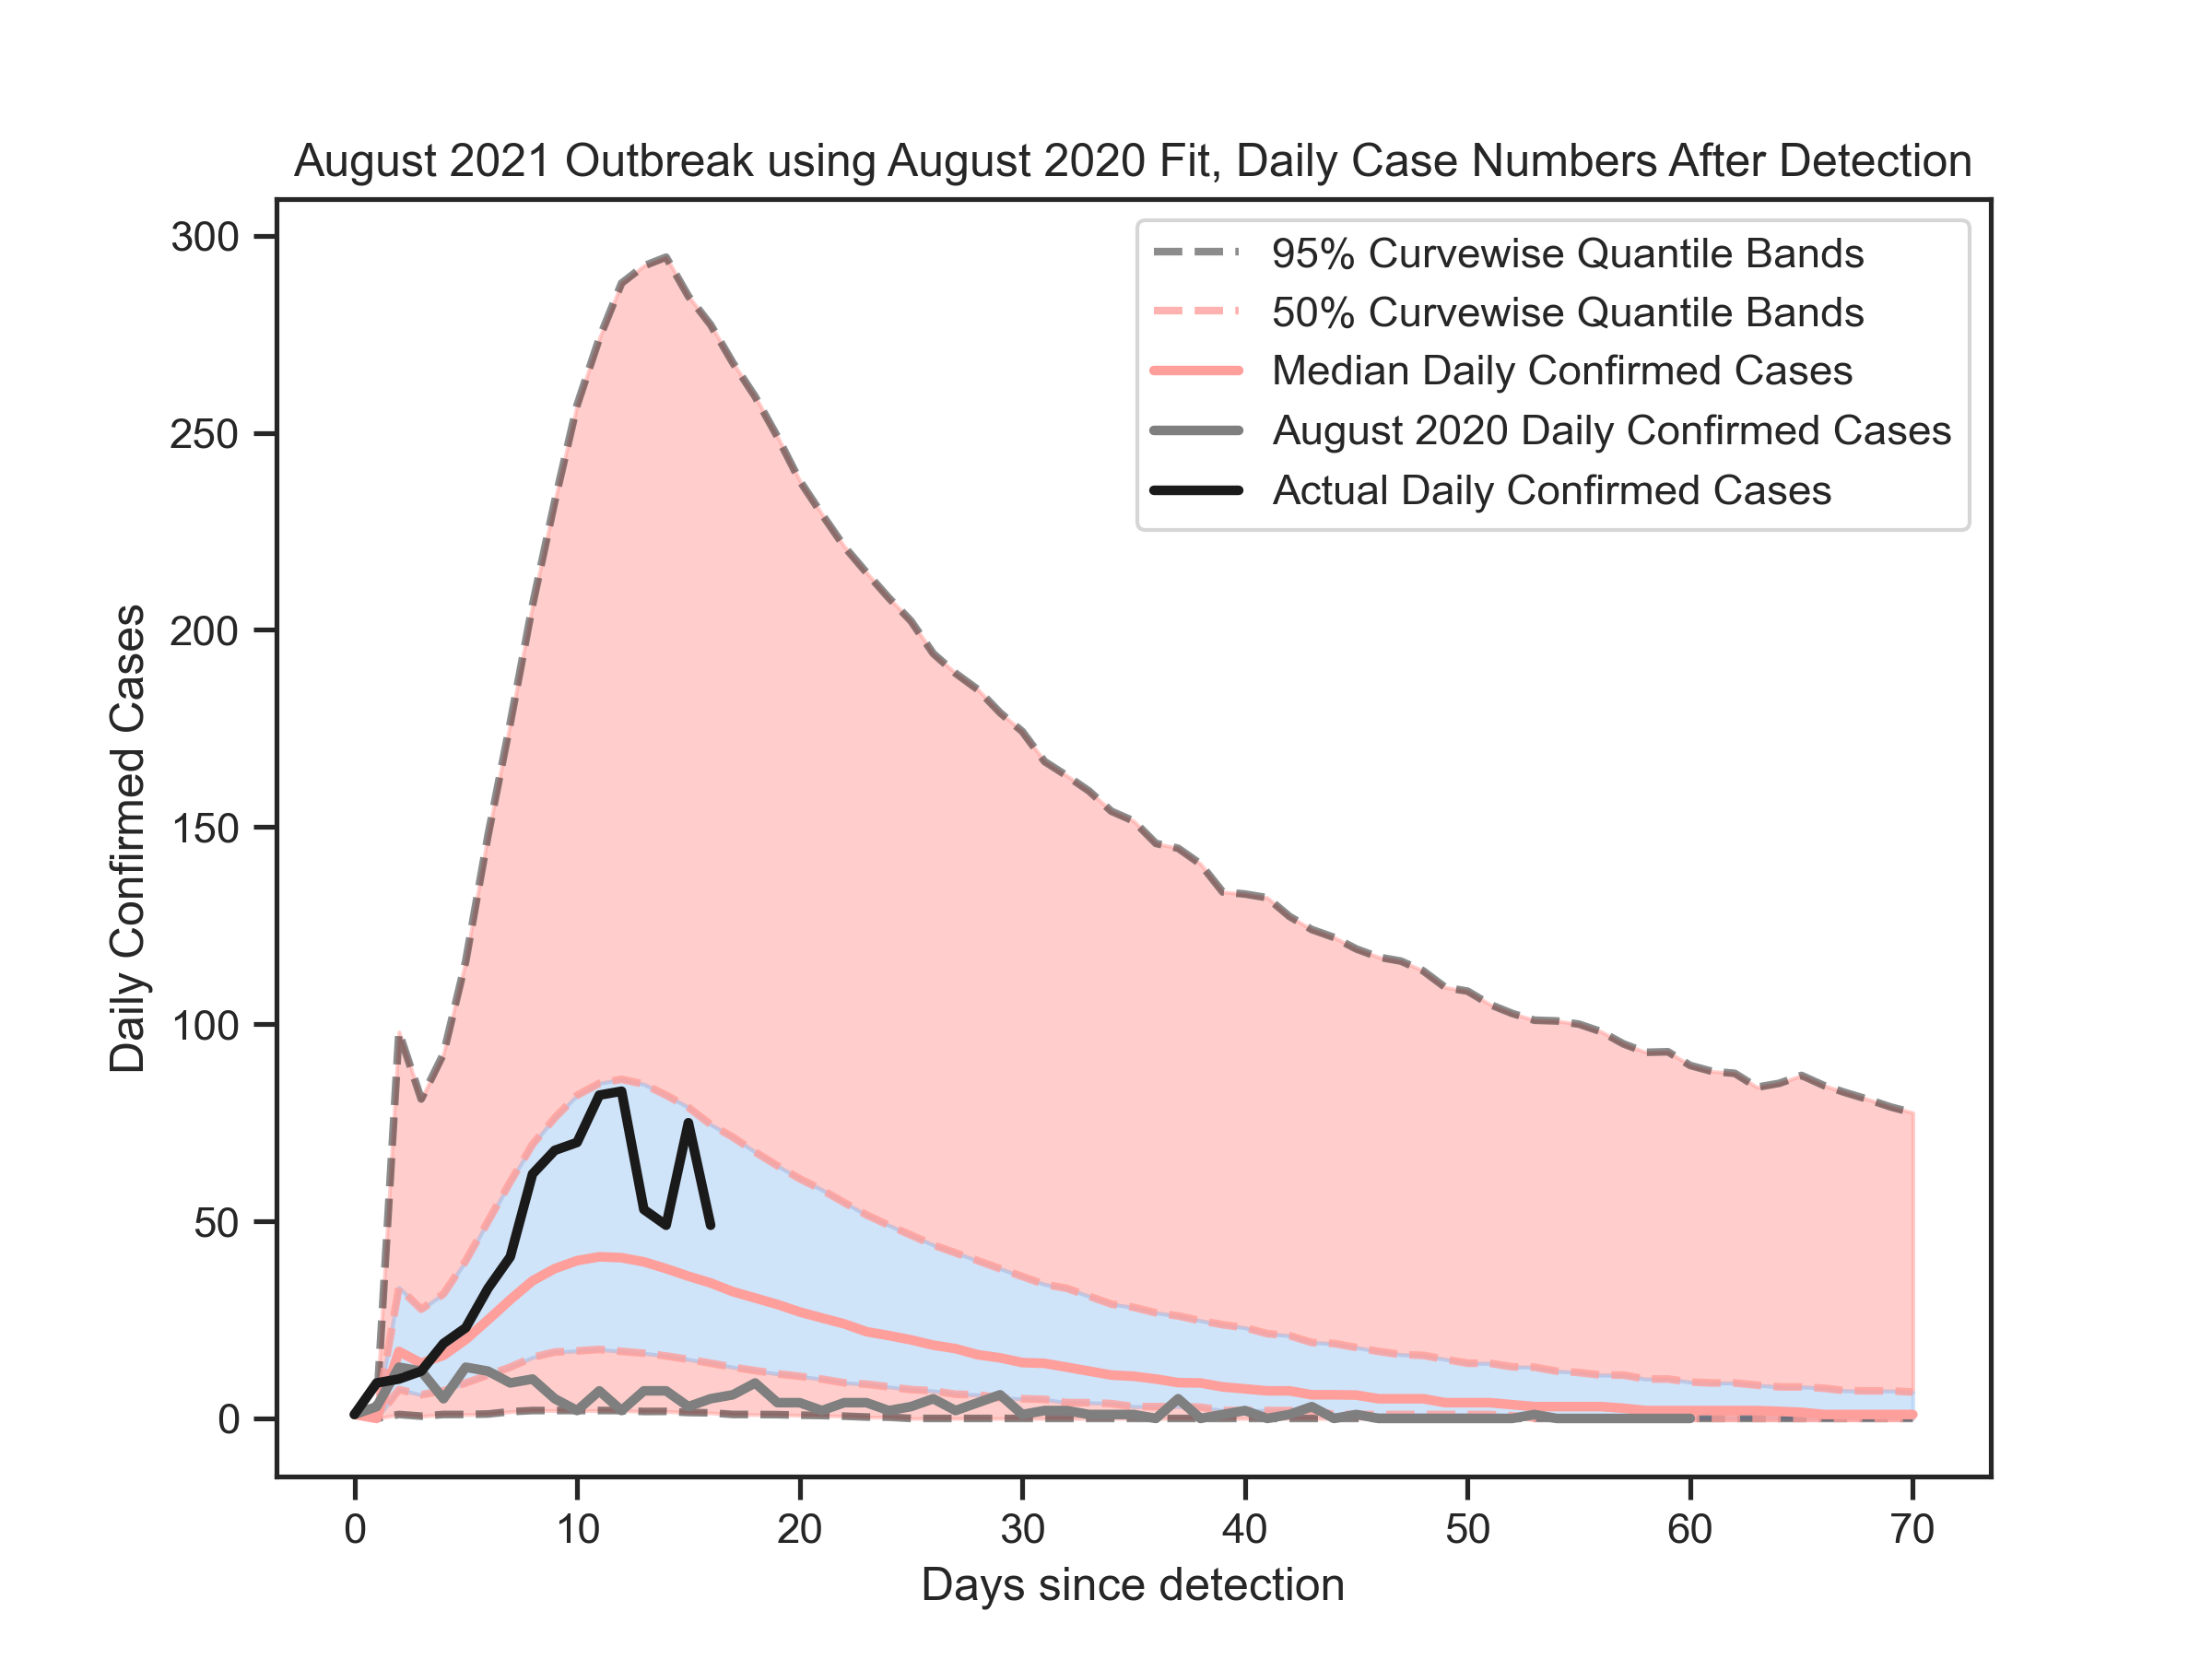 August 2021 Outbreak using August 2020 Fit, Daily Case Numbers After Detection
95% Curvewise Quantile Bands
50% Curvewise Quantile Bands
Median Daily Confirmed Cases
August 2020 Daily Confirmed Cases
Actual Daily Confirmed Cases
Daily Confirmed Cases
300
250
200
150
100
50
0
0 10 20 30 40 50 60 70
Days since detection